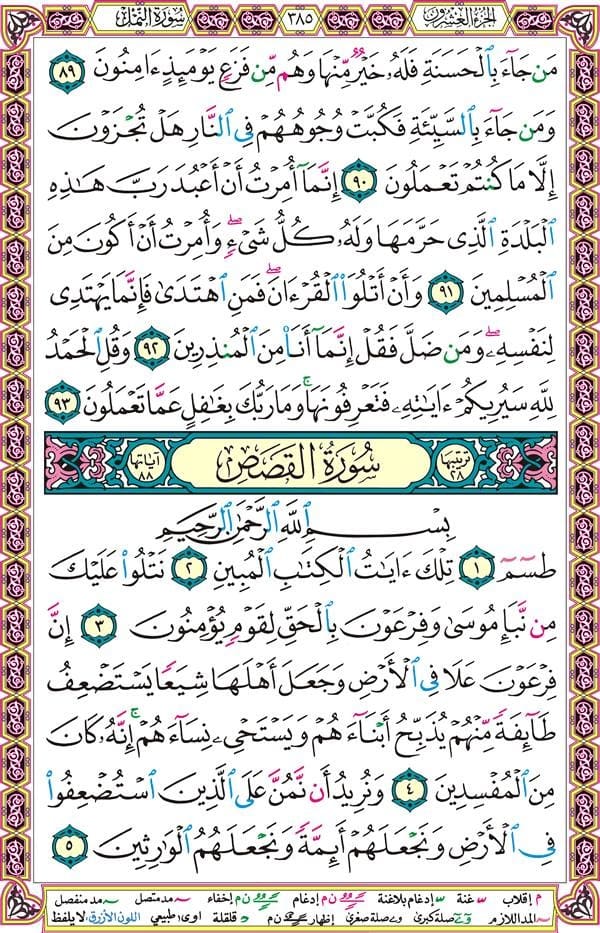 الجزء العشرون ٣٨٥ سورة النمل
مَن جَآءَ بِٱلْحَسَنَةِ فَلَهُۥ خَيْرٌ مِّنْهَا وَهُم مِّن فَزَعٍ يَوْمَئِذٍ ءَامِنُونَ ٨٩
وَمَن جَآءَ بِٱلسَّيِّئَةِ فَكُبَّتْ وُجُوهُهُمْ فِى ٱلنَّارِ هَلْ تُجْزَوْنَ
إِلَّا مَا كُنتُمْ تَعْمَلُونَ ٩٠ إِنَّمَآ أُمِرْتُ أَنْ أَعْبُدَ رَبَّ هَٰذِهِ
ٱلْبَلْدَةِ ٱلَّذِى حَرَّمَهَا وَلَهُۥ كُلُّ شَىْءٍۖ وَأُمِرْتُ أَنْ أَكُونَ مِنَ
ٱلْمُسْلِمِينَ ٩١ وَأَنْ أَتْلُوَا۟ ٱلْقُرْءَانَۖ فَمَنِ ٱهْتَدَىٰ فَإِنَّمَا يَهْتَدِى
لِنَفْسِهِۦۖ وَمَن ضَلَّ فَقُلْ إِنَّمَآ أَنَا۠ مِنَ ٱلْمُنذِرِينَ ٩٢ وَقُلِ ٱلْحَمْدُ
لِلَّهِ سَيُرِيكُمْ ءَايَٰتِهِۦ فَتَعْرِفُونَهَاۚ وَمَا رَبُّكَ بِغَٰفِلٍ عَمَّا تَعْمَلُونَ ٩٣
ترتيبها ٢٨ سُورَةُ القَصَصِ آياتها ٨٨
بِسْمِ ٱللَّهِ ٱلرَّحْمَٰنِ ٱلرَّحِيمِ
طسٓمٓ ١ تِلْكَ ءَايَٰتُ ٱلْكِتَٰبِ ٱلْمُبِينِ ٢ نَتْلُوا۟ عَلَيْكَ
مِن نَّبَإِ مُوسَىٰ وَفِرْعَوْنَ بِٱلْحَقِّ لِقَوْمٍ يُؤْمِنُونَ ٣ إِنَّ
فِرْعَوْنَ عَلَا فِى ٱلْأَرْضِ وَجَعَلَ أَهْلَهَا شِيَعًا يَسْتَضْعِفُ
طَآئِفَةً مِّنْهُمْ يُذَبِّحُ أَبْنَآءَهُمْ وَيَسْتَحْىِۦ نِسَآءَهُمْۚ إِنَّهُۥ كَانَ
مِنَ ٱلْمُفْسِدِينَ ٤ وَنُرِيدُ أَن نَّمُنَّ عَلَى ٱلَّذِينَ ٱسْتُضْعِفُوا۟
فِى ٱلْأَرْضِ وَنَجْعَلَهُمْ أَئِمَّةً وَنَجْعَلَهُمُ ٱلْوَٰرِثِينَ ٥
م إقلاب غنة إدغام بلاغنة ن م إدغام ن م إخفاء مد متصل مد منفصل
المد اللازم صلة كبرى صلة صغرى إظهار ن م قلقلة اوى: طبيعي اللون الأزرق: لا يلفظ